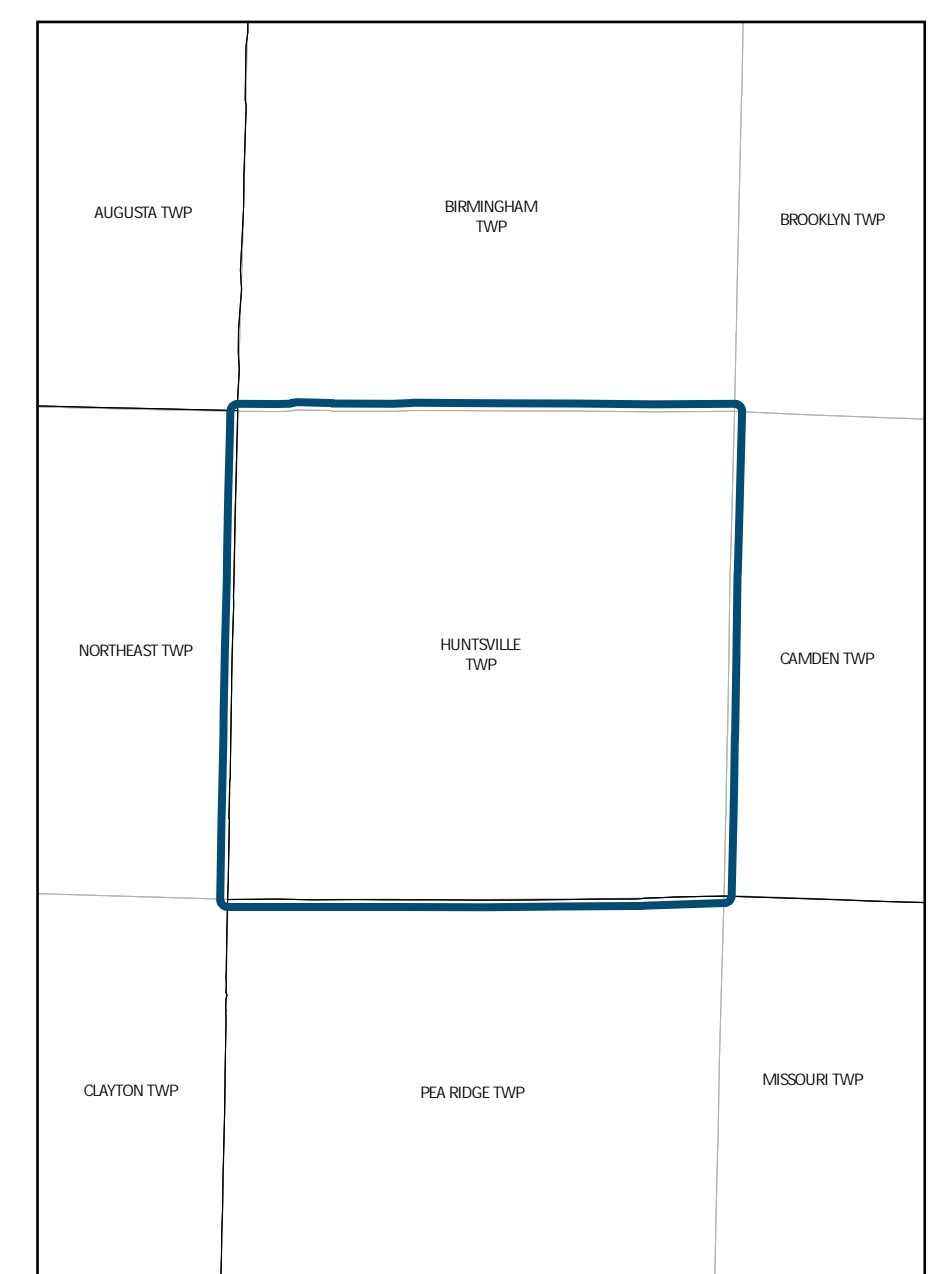 AUGUSTA TWP
BIRMINGHAM
TWP
BROOKLYN TWP
NORTHEAST TWP
HUNTSVILLE
TWP
CAMDEN TWP
CLAYTON TWP
PEA RIDGE TWP
MISSOURI TWP